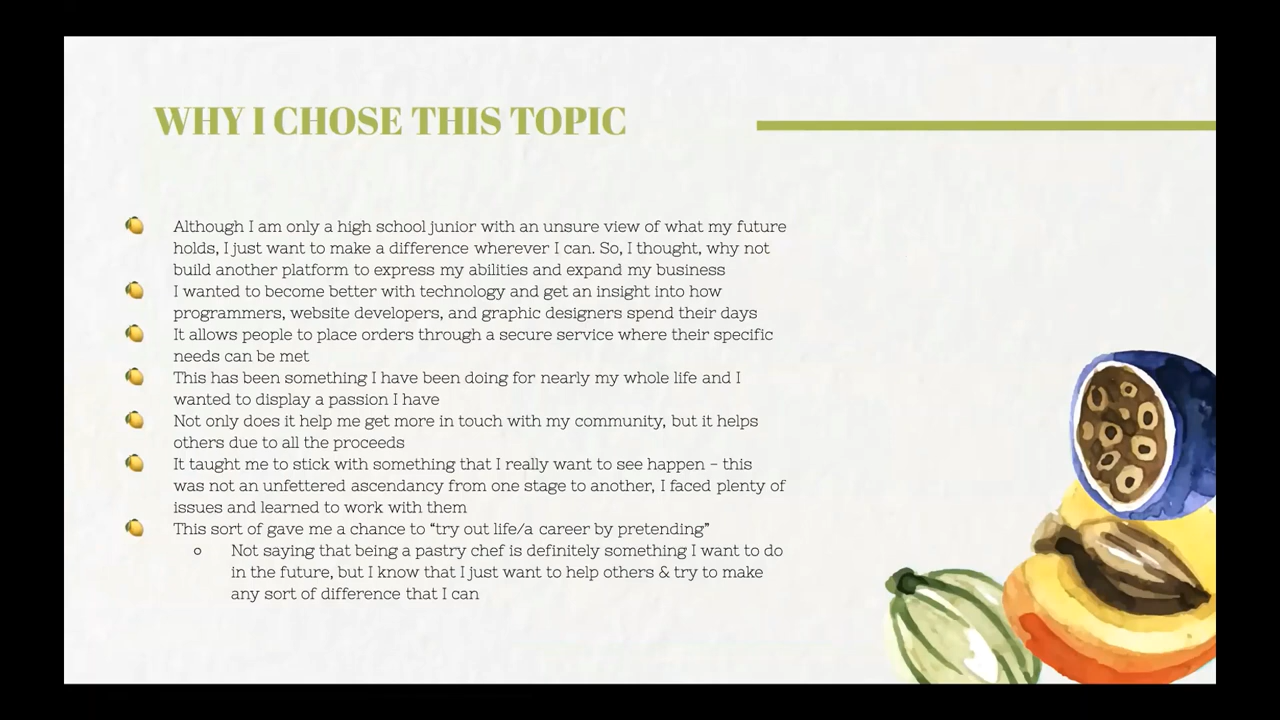 WHY I CHOSE THIS TOPIC
Although I am only a high school junior with an unsure view of what my future
holds, I just want to make a difference wherever I can. So, I thought, why not
build another platform to express my abilities and expand my business
I wanted to become better with technology and get an insight into how
programmers, website developers, and graphic designers spend their days
It allows people to place orders through a secure service where their specific
needs can be met
This has been something I have been doing for nearly my whole life and I
wanted to display a passion I have
Not only does it help me get more in touch with my community, but it helps
others due to all the proceeds
It taught me to stick with something that I really want to see happen – this
was not an unfettered ascendancy from one stage to another, I faced plenty of
issues and learned to work with them
This sort of gave me a chance to “try out life/a career by pretending”
Not saying that being a pastry chef is definitely something I want to do
in the future, but I know that I just want to help others & try to make
any sort of difference that I can